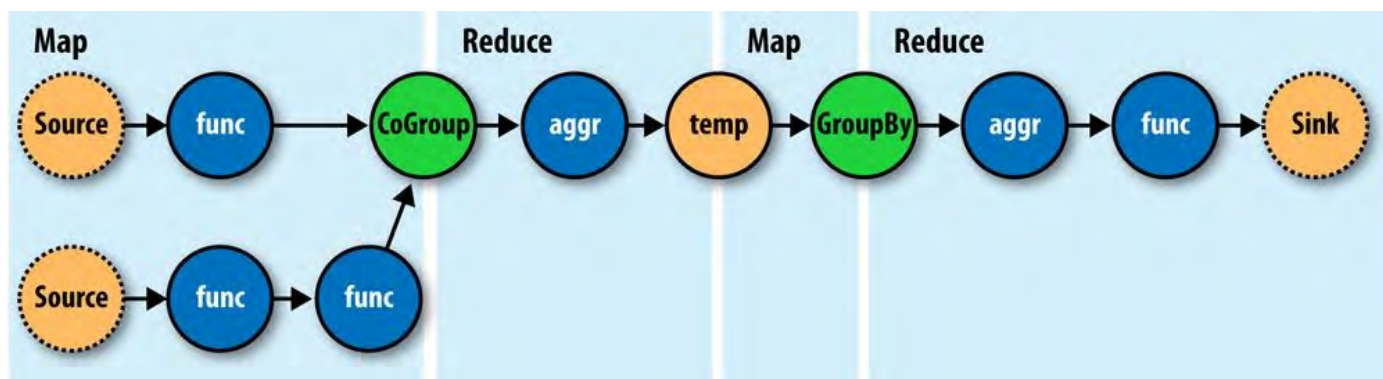 Map Reduce Map Reduce
Source func CoGroup aggr temp GroupBy aggr func Sink
Source func func